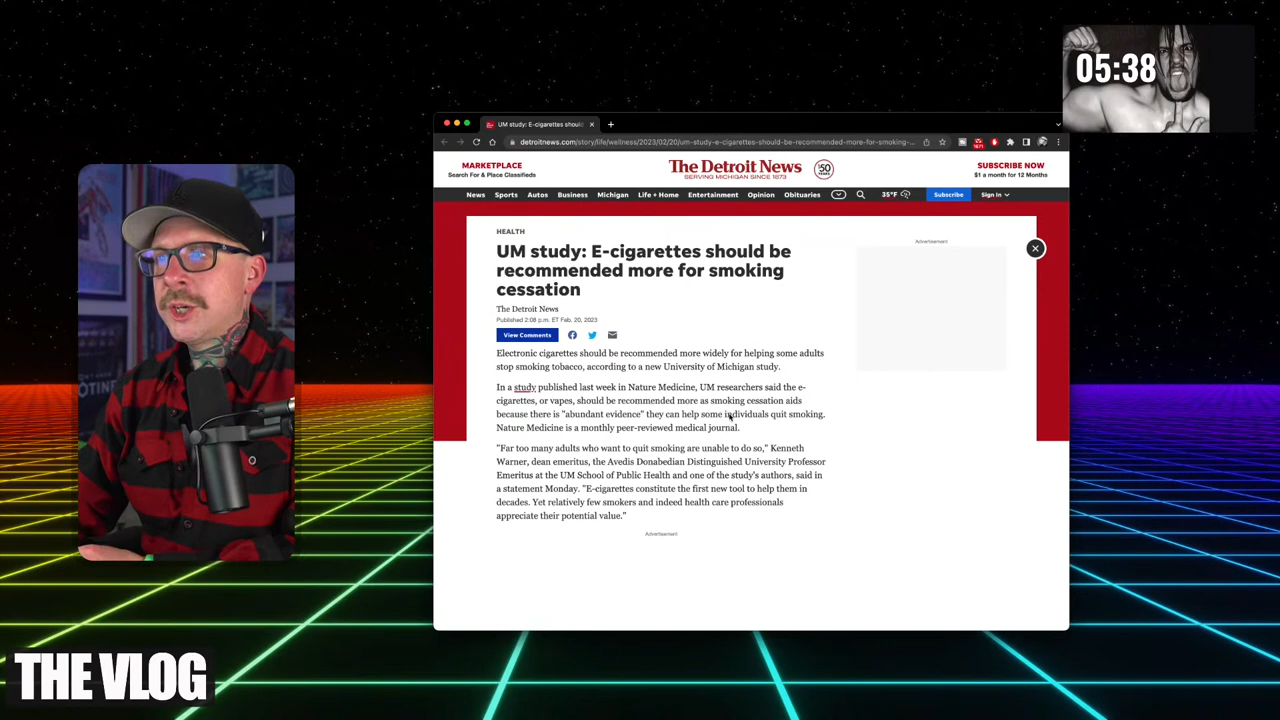 05:38
UM study: E-cigarettes shoul
detroitnews.com/story/life/wellness/2023/02/20/um-study-e-cigarettes-should-be-recommended-more-for-smoking-...
MARKETPLACE
Search For & Place Classifieds
The Detroit News
SERVING MICHIGAN SINCE 1873
150
SUBSCRIBE NOW
$1 a month for 12 Months
News Sports Autos Business Michigan Life + Home Entertainment Opinion Obituaries 35°F Subscribe Sign In
HEALTH
UM study: E-cigarettes should be
recommended more for smoking
cessation
The Detroit News
Published 2:08 p.m. ET Feb. 20, 2023
View Comments
Advertisement
Electronic cigarettes should be recommended more widely for helping some adults
stop smoking tobacco, according to a new University of Michigan study.
In a study published last week in Nature Medicine, UM researchers said the e-
cigarettes, or vapes, should be recommended more as smoking cessation aids
because there is "abundant evidence" they can help some individuals quit smoking.
Nature Medicine is a monthly peer-reviewed medical journal.
"Far too many adults who want to quit smoking are unable to do so," Kenneth
Warner, dean emeritus, the Avedis Donabedian Distinguished University Professor
Emeritus at the UM School of Public Health and one of the study's authors, said in
a statement Monday. "E-cigarettes constitute the first new tool to help them in
decades. Yet relatively few smokers and indeed health care professionals
appreciate their potential value."
Advertisement
THE VLOG